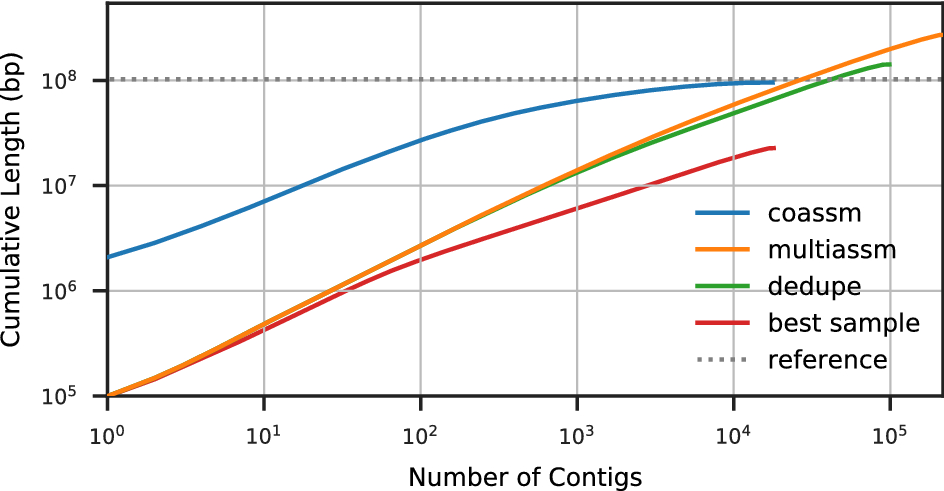 Cumulative Length (bp)
10⁸
10⁷
10⁶
10⁵
coassm
multiassm
dedupe
best sample
reference
10⁰ 10¹ 10² 10³ 10⁴ 10⁵
Number of Contigs